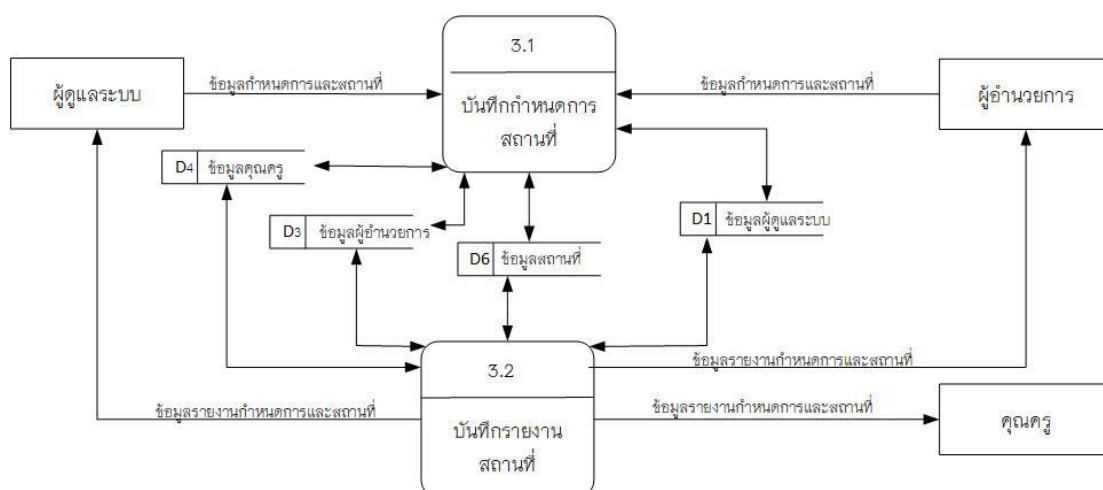 3.1
ผู้ดูแลระบบ
ข้อมูลกำหนดการและสถานที่
บันทึกกำหนดการ
สถานที่
ข้อมูลกำหนดการและสถานที่
ผู้อำนวยการ
D4 ข้อมูลคุณครู
D3 ข้อมูลผู้อำนวยการ
D6 ข้อมูลสถานที่
D1 ข้อมูลผู้ดูแลระบบ
3.2
ข้อมูลรายงานกำหนดการและสถานที่
ข้อมูลรายงานกำหนดการและสถานที่
บันทึกรายงาน
สถานที่
ข้อมูลรายงานกำหนดการและสถานที่
คุณครู